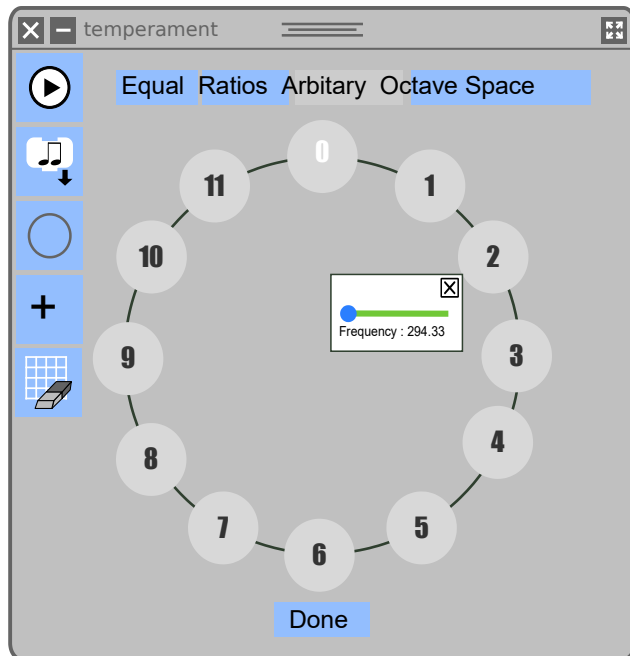 temperament
Equal Ratios Arbitary Octave Space
0
11 1
10 2
Frequency : 294.33
9 3
4
8
7 5
6
Done